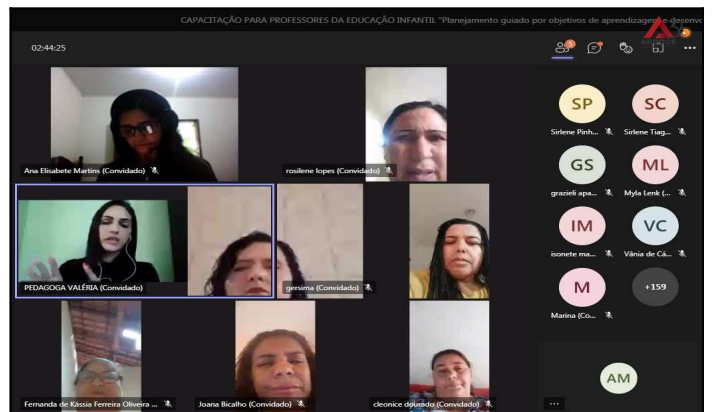 CAPACITAÇÃO PARA PROFESSORES DA EDUCAÇÃO INFANTIL "Planejamento guiado por objetivos de aprendizagem e desenvo
02:44:25
5
Ana Elisabete Martins (Convidado)
rosilene lopes (Convidado)
PEDAGOGA VALÉRIA (Convidado)
gersima (Convidado)
Fernanda de Kássia Ferreira Oliveira ...
Joana Bicalho (Convidado)
cleonice dourado (Convidado)
SP
Sirlene Pinh...
SC
Sirlene Tiag...
GS
grazieli apa...
ML
Myla Lenk (...
IM
isonete ma...
VC
Vânia de Cá...
M
Marina (Co...
+159
...
AM